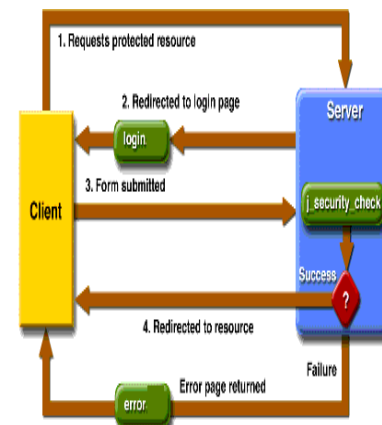 1. Requests protected resource
2. Redirected to login page
Server
login
3. Form submitted
Client
j_security_check
Success
?
4. Redirected to resource
Failure
Error page returned
error